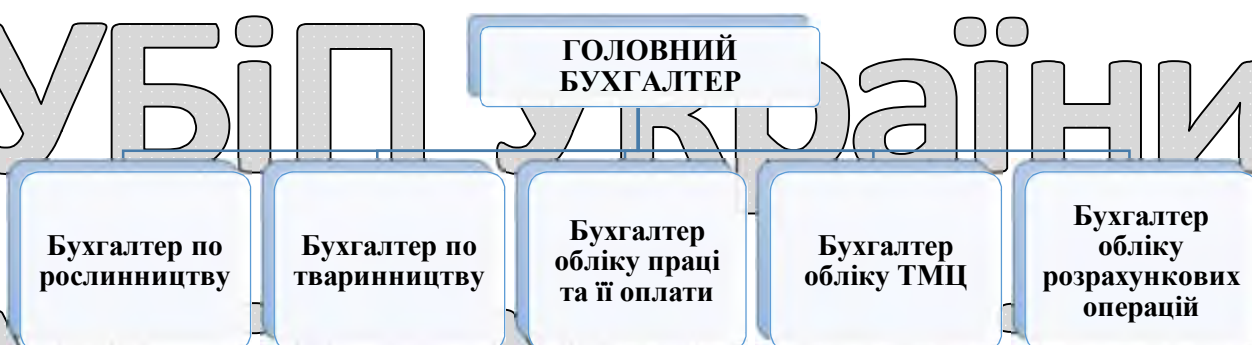 УБіП України
ГОЛОВНИЙ
БУХГАЛТЕР
Бухгалтер по
рослинництву
Бухгалтер по
тваринництву
Бухгалтер
обліку праці
та її оплати
Бухгалтер
обліку ТМЦ
Бухгалтер
обліку
розрахункових
операцій